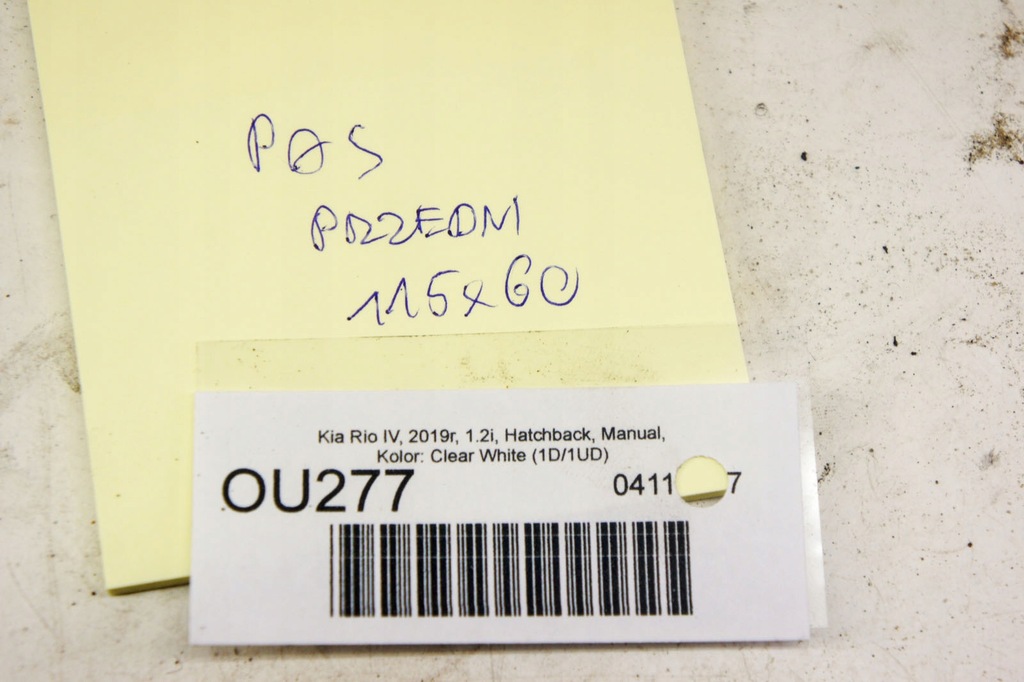 PAS
PRZEDNI
115x60
Kia Rio IV, 2019r, 1.2i, Hatchback, Manual,
Kolor: Clear White (1D/1UD)
OU277 0411 7